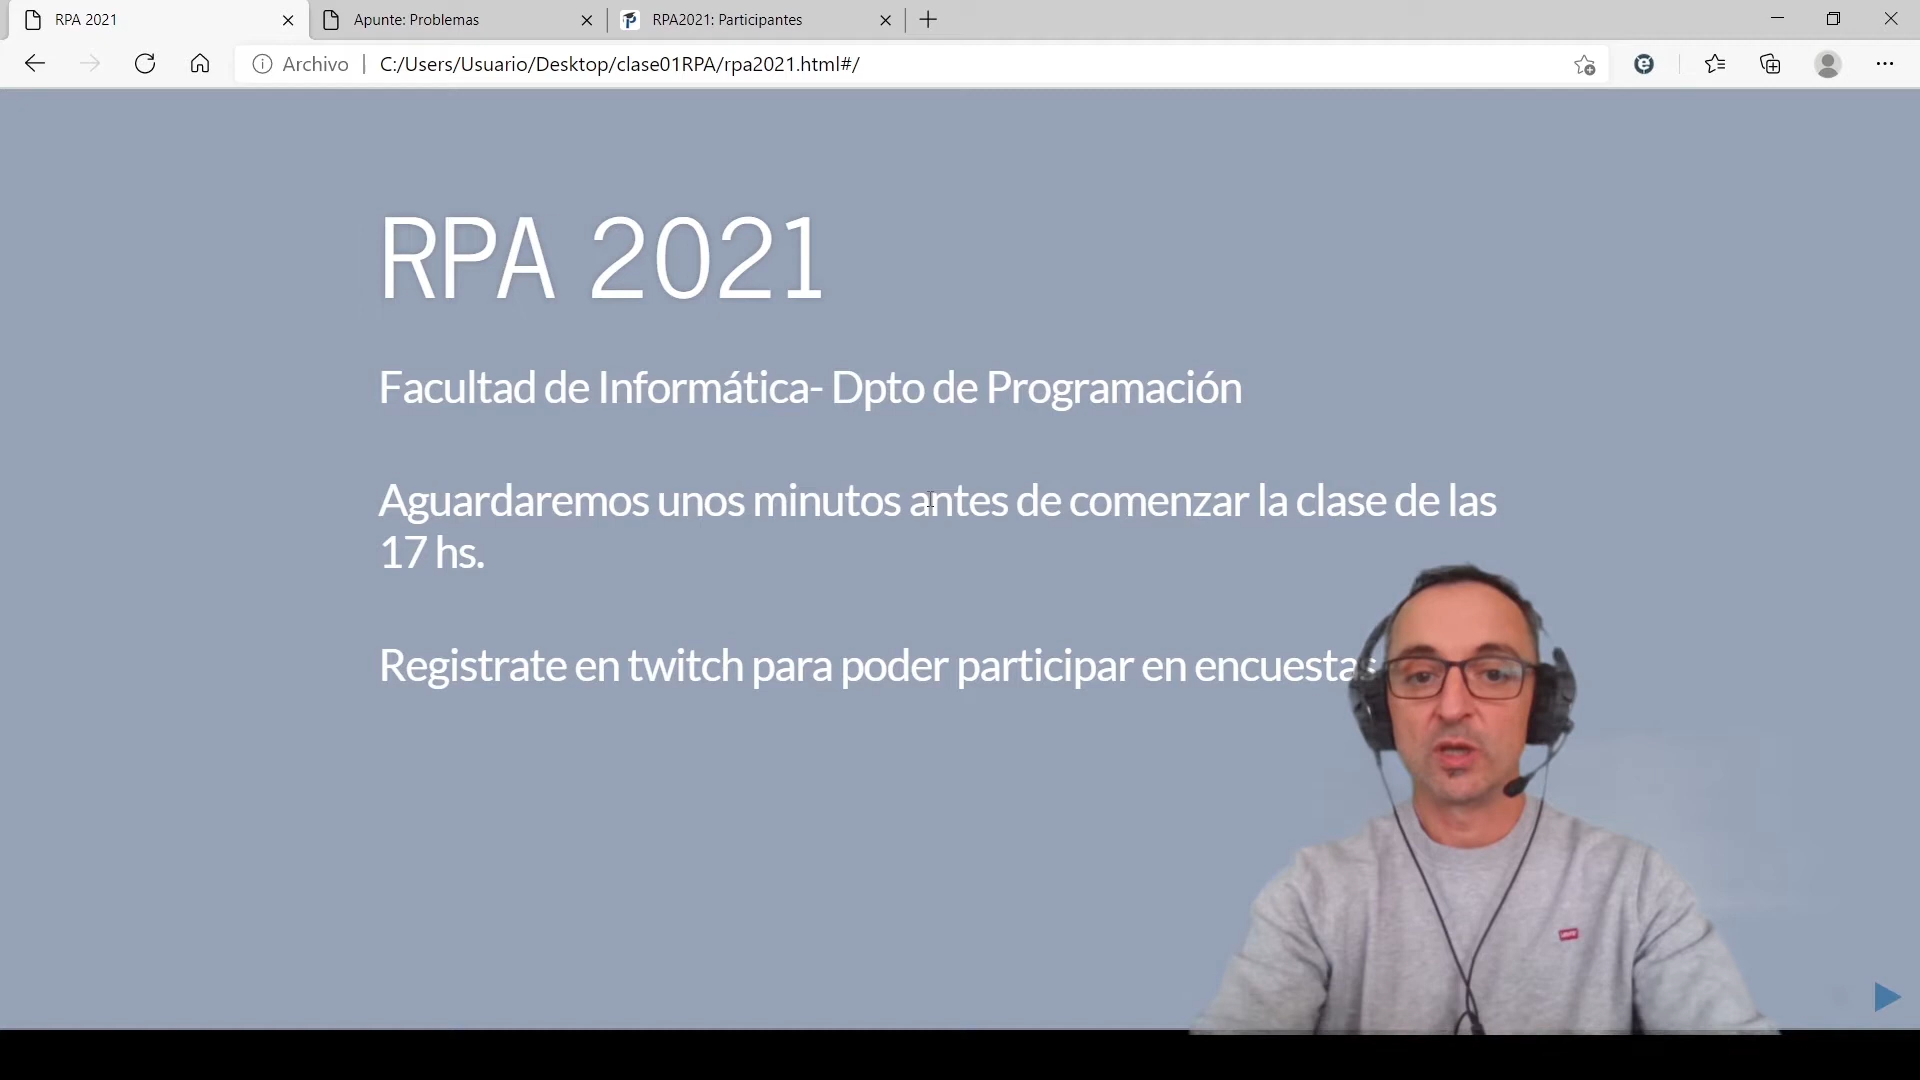 RPA 2021
Apunte: Problemas
RPA2021: Participantes
Archivo
C:/Users/Usuario/Desktop/clase01RPA/rpa2021.html#/
RPA 2021
Facultad de Informática- Dpto de Programación
Aguardaremos unos minutos antes de comenzar la clase de las
17 hs.
Registrate en twitch para poder participar en encuestas